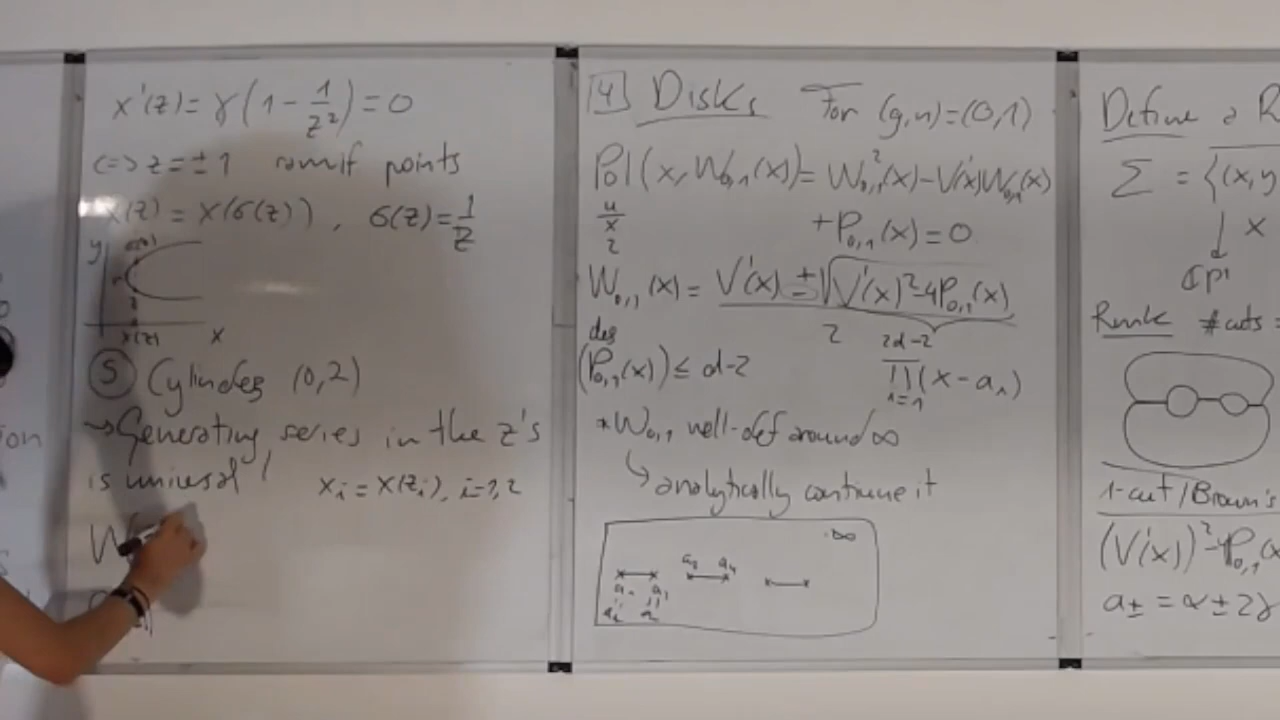 x'(z) = γ(1 - 1/z²) = 0
<=> z = ± 1 ramif points
x(z) = x(σ(z)), σ(z) = 1/z
y
x(z) x
⑤ Cylindes (0,2)
→ Generating series in the z's
is universal! x_i = x(z_i), i=1,2
W
4 Disks For (g,n)=(0,1)
Pol(x, W_{0,1}(x)) = W_{0,1}²(x) - V'(x)W_{0,1}(x)
+ P_{0,1}(x) = 0
W_{0,1}(x) = (V'(x) ± √(V'(x)² - 4P_{0,1}(x))) / 2
deg
(P_{0,1}(x)) ≤ d-2
2d-2
∏ (x - a_i)
i=1
* W_{0,1} well-def around ∞
↳ analytically continue it
·∞
a_3 a_4
Define a R
Σ = {(x,y
↓ x
ℂP¹
Rmk # cuts =
1-cut/Brown's
(V'(x))² - 4P_{0,1}(x
a± = α ± 2γ